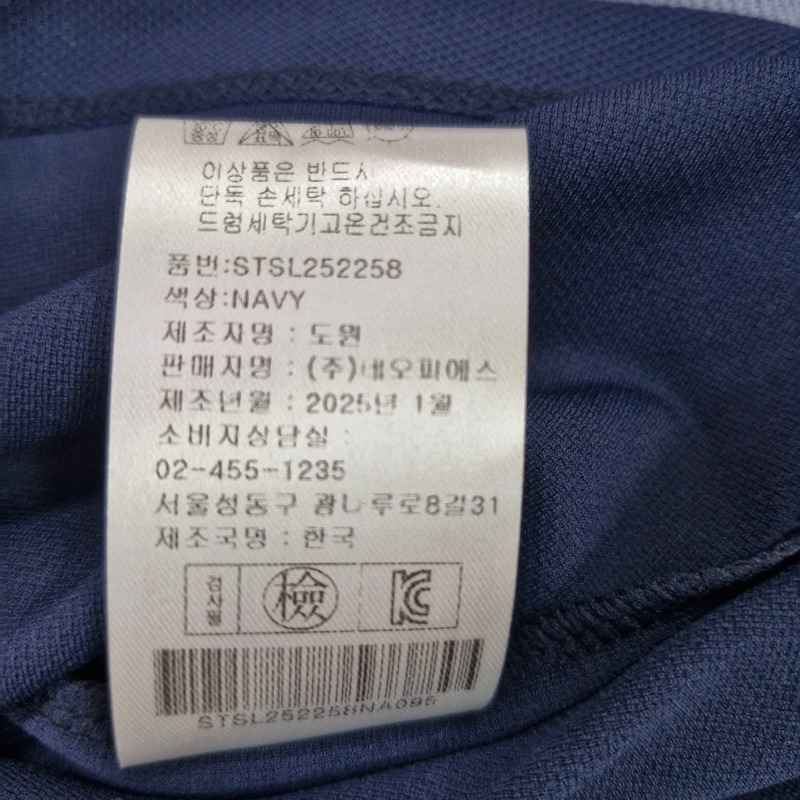 이상품은 반드시
단독 손세탁 하십시오.
드럼세탁기고온건조금지
품번:STSL252258
색상:NAVY
제조자명 : 도원
판매자명 : (주)네오피에스
제조년월 : 2025년 1월
소비자상담실 :
02-455-1235
서울성동구 광나루로8길31
제조국명 : 한국
검사필
檢
KC
STSL252258NA095